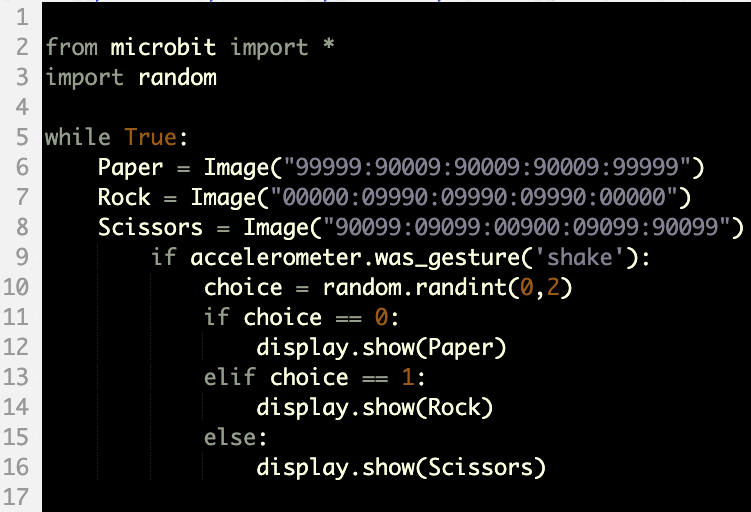 1
2 from microbit import *
3 import random
4
5 while True:
6     Paper = Image("99999:90009:90009:90009:99999")
7     Rock = Image("00000:09990:09990:09990:00000")
8     Scissors = Image("90099:09099:00900:09099:90099")
9         if accelerometer.was_gesture('shake'):
10             choice = random.randint(0,2)
11             if choice == 0:
12                 display.show(Paper)
13             elif choice == 1:
14                 display.show(Rock)
15             else:
16                 display.show(Scissors)
17